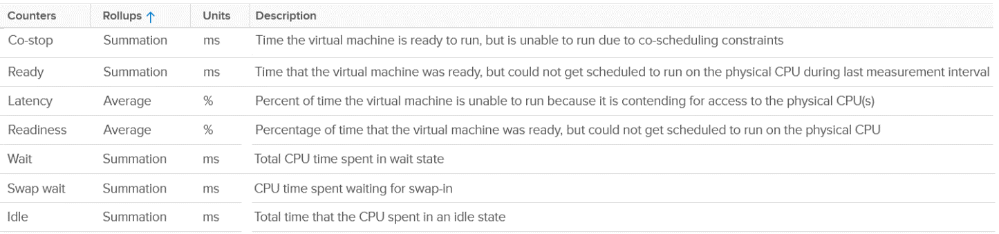 Counters Rollups ↑ Units Description
Co-stop Summation ms Time the virtual machine is ready to run, but is unable to run due to co-scheduling constraints
Ready Summation ms Time that the virtual machine was ready, but could not get scheduled to run on the physical CPU during last measurement interval
Latency Average % Percent of time the virtual machine is unable to run because it is contending for access to the physical CPU(s)
Readiness Average % Percentage of time that the virtual machine was ready, but could not get scheduled to run on the physical CPU
Wait Summation ms Total CPU time spent in wait state
Swap wait Summation ms CPU time spent waiting for swap-in
Idle Summation ms Total time that the CPU spent in an idle state